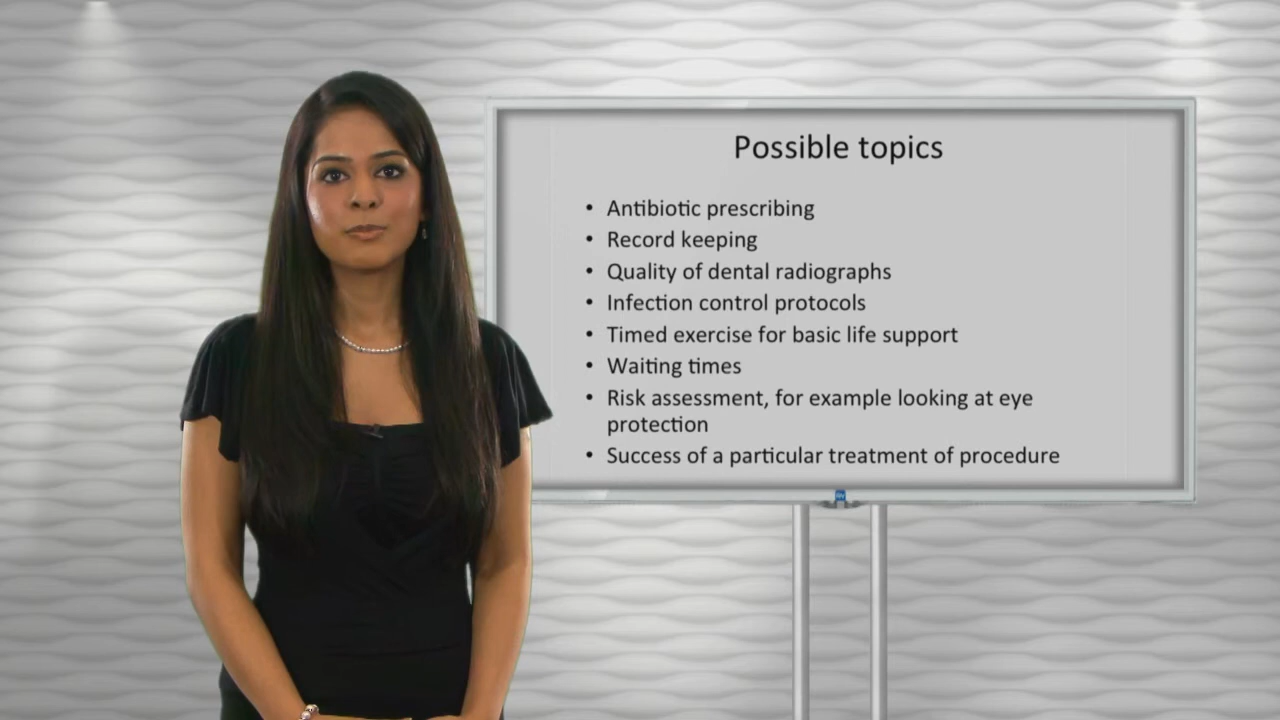 Possible topics
• Antibiotic prescribing
• Record keeping
• Quality of dental radiographs
• Infection control protocols
• Timed exercise for basic life support
• Waiting times
• Risk assessment, for example looking at eye
protection
• Success of a particular treatment of procedure